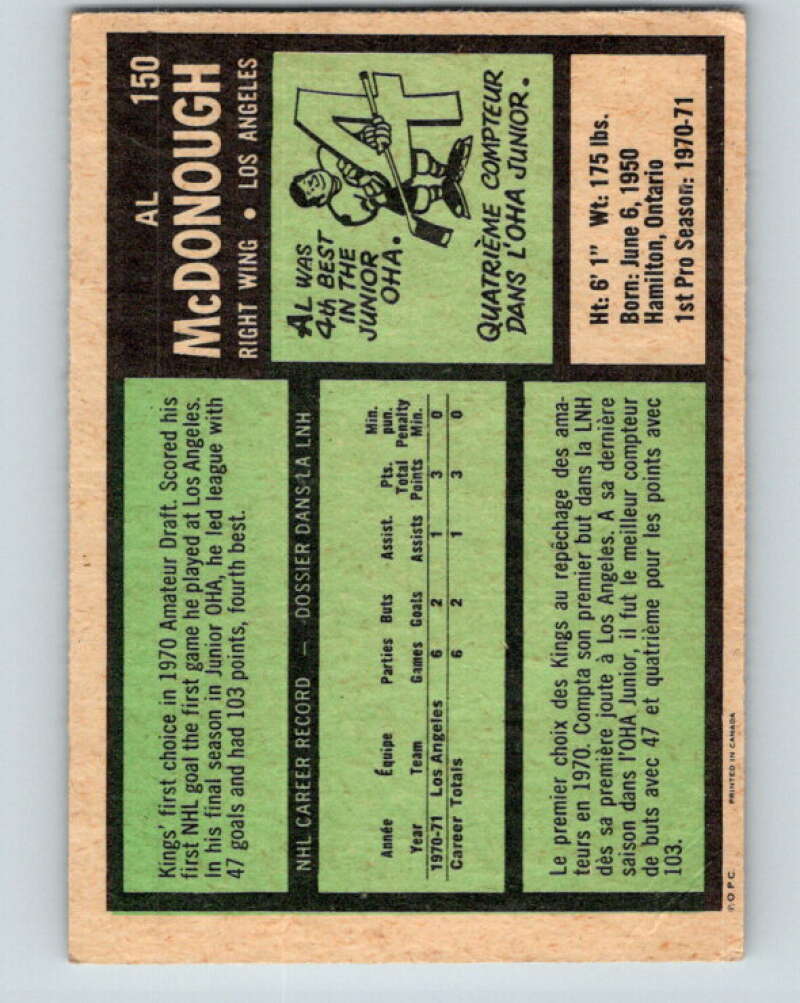 AL 150
McDONOUGH
RIGHT WING • LOS ANGELES
Kings' first choice in 1970 Amateur Draft. Scored his
first NHL goal the first game he played at Los Angeles.
In his final season in Junior OHA, he led league with
47 goals and had 103 points, fourth best.
AL WAS
4th BEST
IN THE
JUNIOR
OHA.
QUATRIÈME COMPTEUR
DANS L'OHA JUNIOR.
NHL CAREER RECORD — DOSSIER DANS LA LNH
Année Équipe Parties Buts Assist. Pts. Total Min. pun.
Year Team Games Goals Assists Points Penalty Min.
1970-71 Los Angeles 6 2 1 3 0
Career Totals 6 2 1 3 0
Ht: 6' 1" Wt: 175 lbs.
Born: June 6, 1950
Hamilton, Ontario
1st Pro Season: 1970-71
Le premier choix des Kings au repêchage des ama-
teurs en 1970. Compta son premier but dans la LNH
dès sa première joute à Los Angeles. A sa dernière
saison dans l'OHA Junior, il fut le meilleur compteur
de buts avec 47 et quatrième pour les points avec
103.
O.P.C. PRINTED IN CANADA